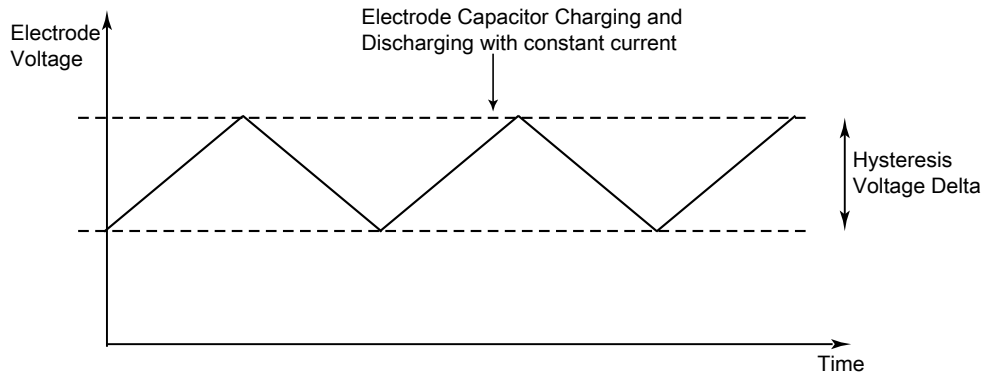 Electrode
Voltage
Electrode Capacitor Charging and
Discharging with constant current
Hysteresis
Voltage Delta
Time